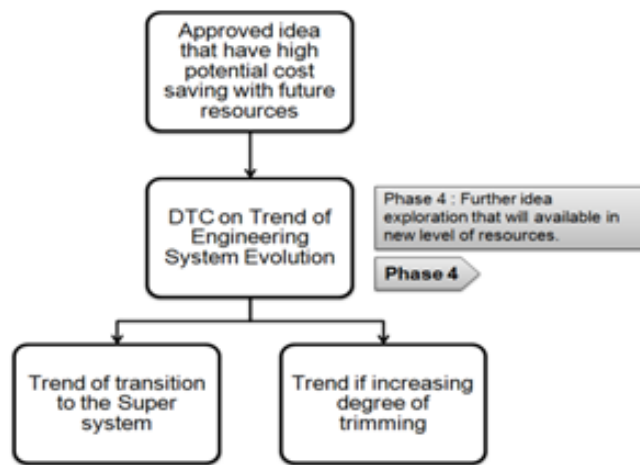 Approved idea
that have high
potential cost
saving with future
resources
DTC on Trend of
Engineering
System Evolution
Phase 4 : Further idea
exploration that will available in
new level of resources.
Phase 4
Trend of transition
to the Super
system
Trend if increasing
degree of
trimming